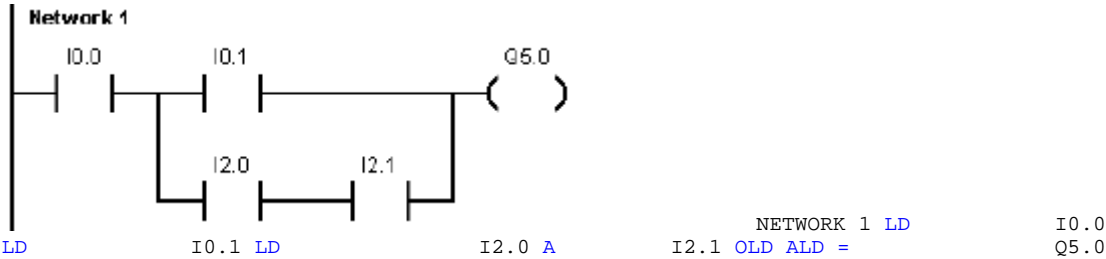 Network 1
I0.0 I0.1 Q5.0
I2.0 I2.1
NETWORK 1 LD I0.0
LD I0.1 LD I2.0 A I2.1 OLD ALD = Q5.0